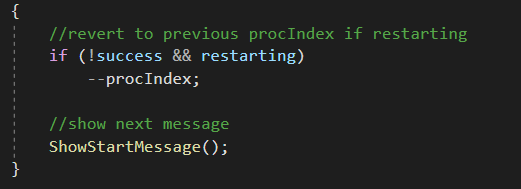 {
//revert to previous procIndex if restarting
if (!success && restarting)
--procIndex;
//show next message
ShowStartMessage();
}